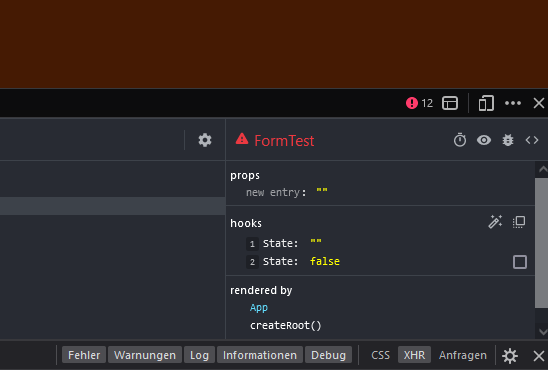 12
FormTest
props
new entry: ""
hooks
1 State: ""
2 State: false
rendered by
App
createRoot()
Fehler Warnungen Log Informationen Debug CSS XHR Anfragen